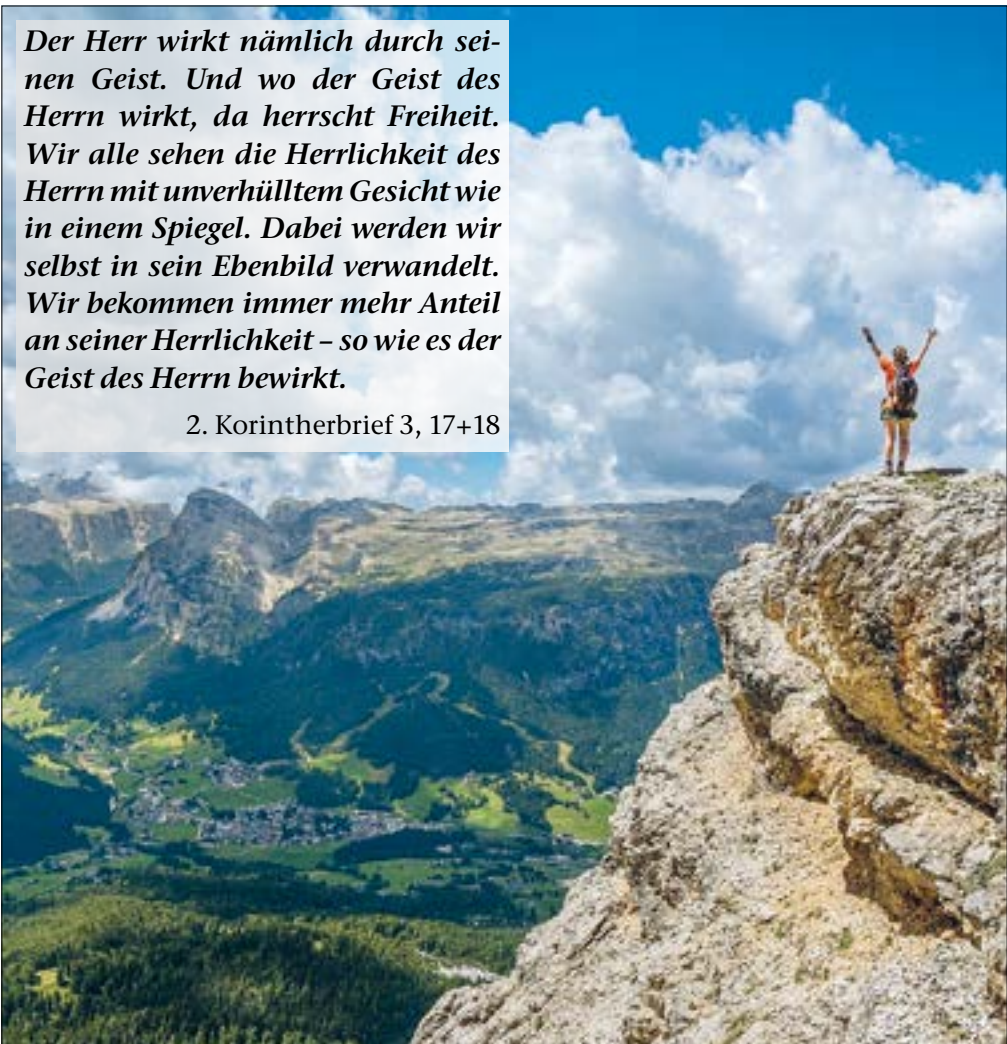 Der Herr wirkt nämlich durch sei-
nen Geist. Und wo der Geist des
Herrn wirkt, da herrscht Freiheit.
Wir alle sehen die Herrlichkeit des
Herrn mit unverhülltem Gesicht wie
in einem Spiegel. Dabei werden wir
selbst in sein Ebenbild verwandelt.
Wir bekommen immer mehr Anteil
an seiner Herrlichkeit – so wie es der
Geist des Herrn bewirkt.
2. Korintherbrief 3, 17+18